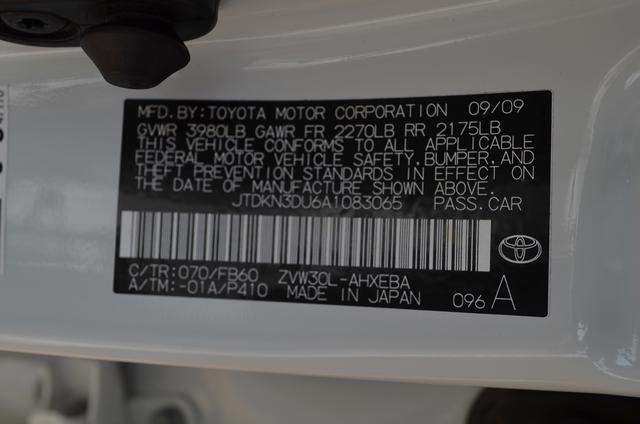 MFD. BY: TOYOTA MOTOR CORPORATION 09/09
GVWR 3980LB GAWR FR 2270LB RR 2175LB
THIS VEHICLE CONFORMS TO ALL APPLICABLE
FEDERAL MOTOR VEHICLE SAFETY, BUMPER, AND
THEFT PREVENTION STANDARDS IN EFFECT ON
THE DATE OF MANUFACTURE SHOWN ABOVE.
JTDKN3DU6A1083065 PASS. CAR
C/TR: 070/FB60 ZVW30L-AHXEBA
A/TM: -01A/P410 MADE IN JAPAN 096 A